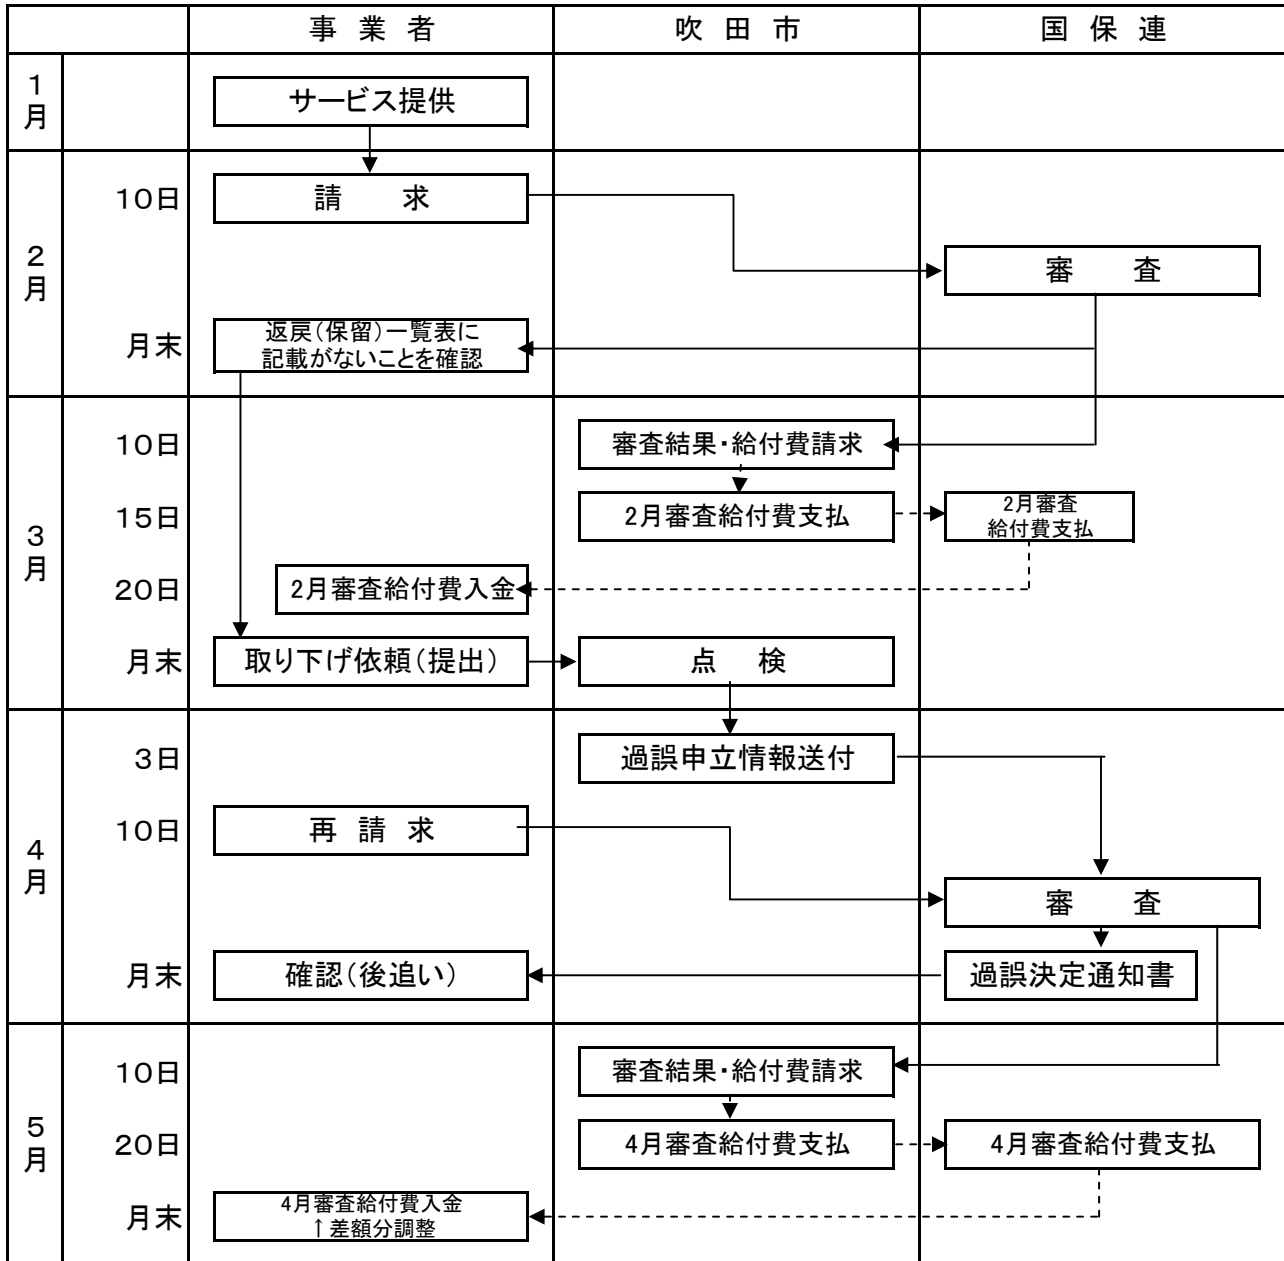 事業者
吹田市
国保連
1月
サービス提供
2月
10日
請　求
審　査
月末
返戻(保留)一覧表に
記載がないことを確認
3月
10日
審査結果・給付費請求
15日
2月審査給付費支払
2月審査
給付費支払
20日
2月審査給付費入金
月末
取り下げ依頼(提出)
点　検
4月
3日
過誤申立情報送付
10日
再請求
審　査
月末
確認(後追い)
過誤決定通知書
5月
10日
審査結果・給付費請求
20日
4月審査給付費支払
4月審査給付費支払
月末
4月審査給付費入金
↑差額分調整